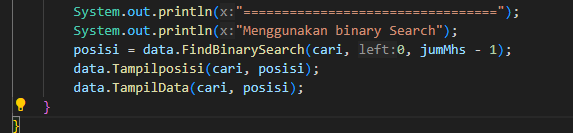 System.out.println(x:"=================================");
System.out.println(x:"Menggunakan binary Search");
posisi = data.FindBinarySearch(cari, left:0, jumMhs - 1);
data.Tampilposisi(cari, posisi);
data.TampilData(cari, posisi);
}
}